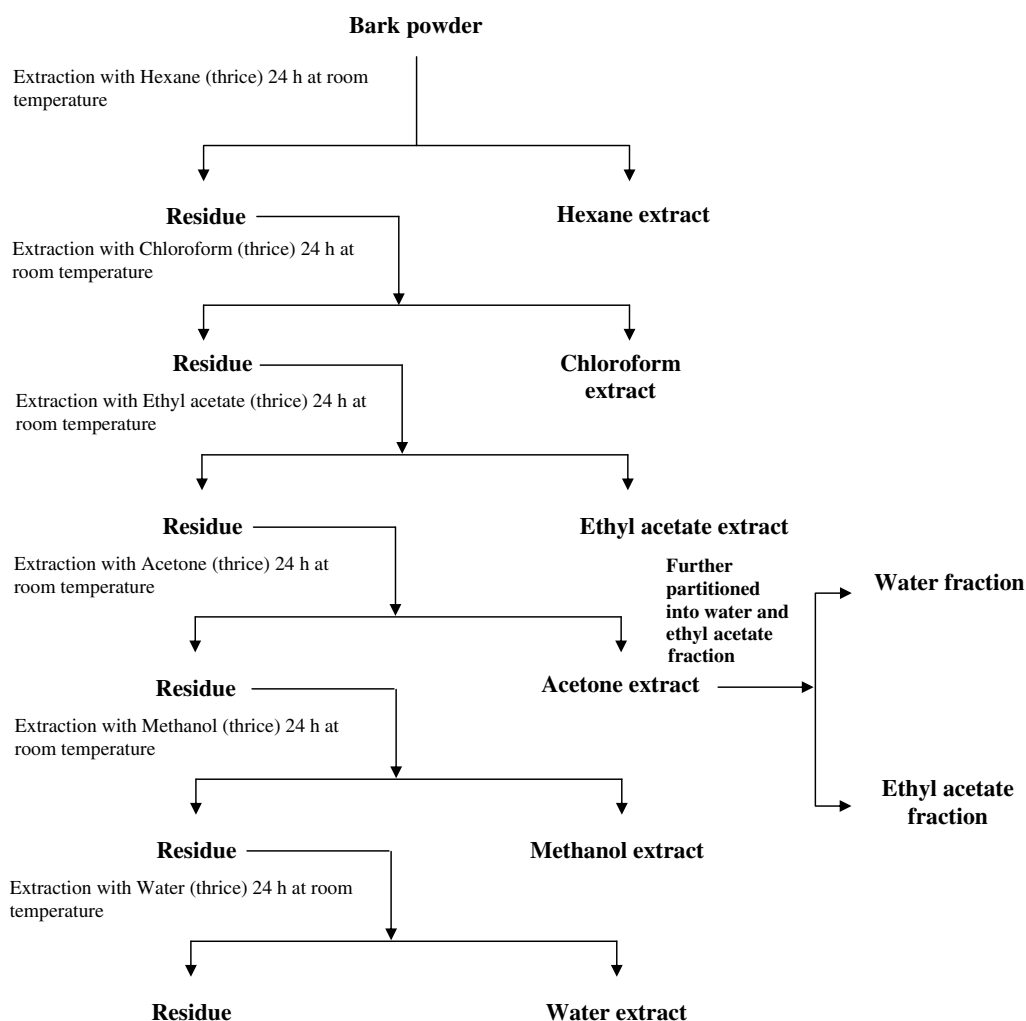 Bark powder
Extraction with Hexane (thrice) 24 h at room
temperature
Residue
Hexane extract
Extraction with Chloroform (thrice) 24 h at
room temperature
Residue
Chloroform
extract
Extraction with Ethyl acetate (thrice) 24 h at
room temperature
Residue
Ethyl acetate extract
Extraction with Acetone (thrice) 24 h at
room temperature
Further
partitioned
into water and
ethyl acetate
fraction
Water fraction
Residue
Acetone extract
Extraction with Methanol (thrice) 24 h at
room temperature
Ethyl acetate
fraction
Residue
Methanol extract
Extraction with Water (thrice) 24 h at room
temperature
Residue
Water extract